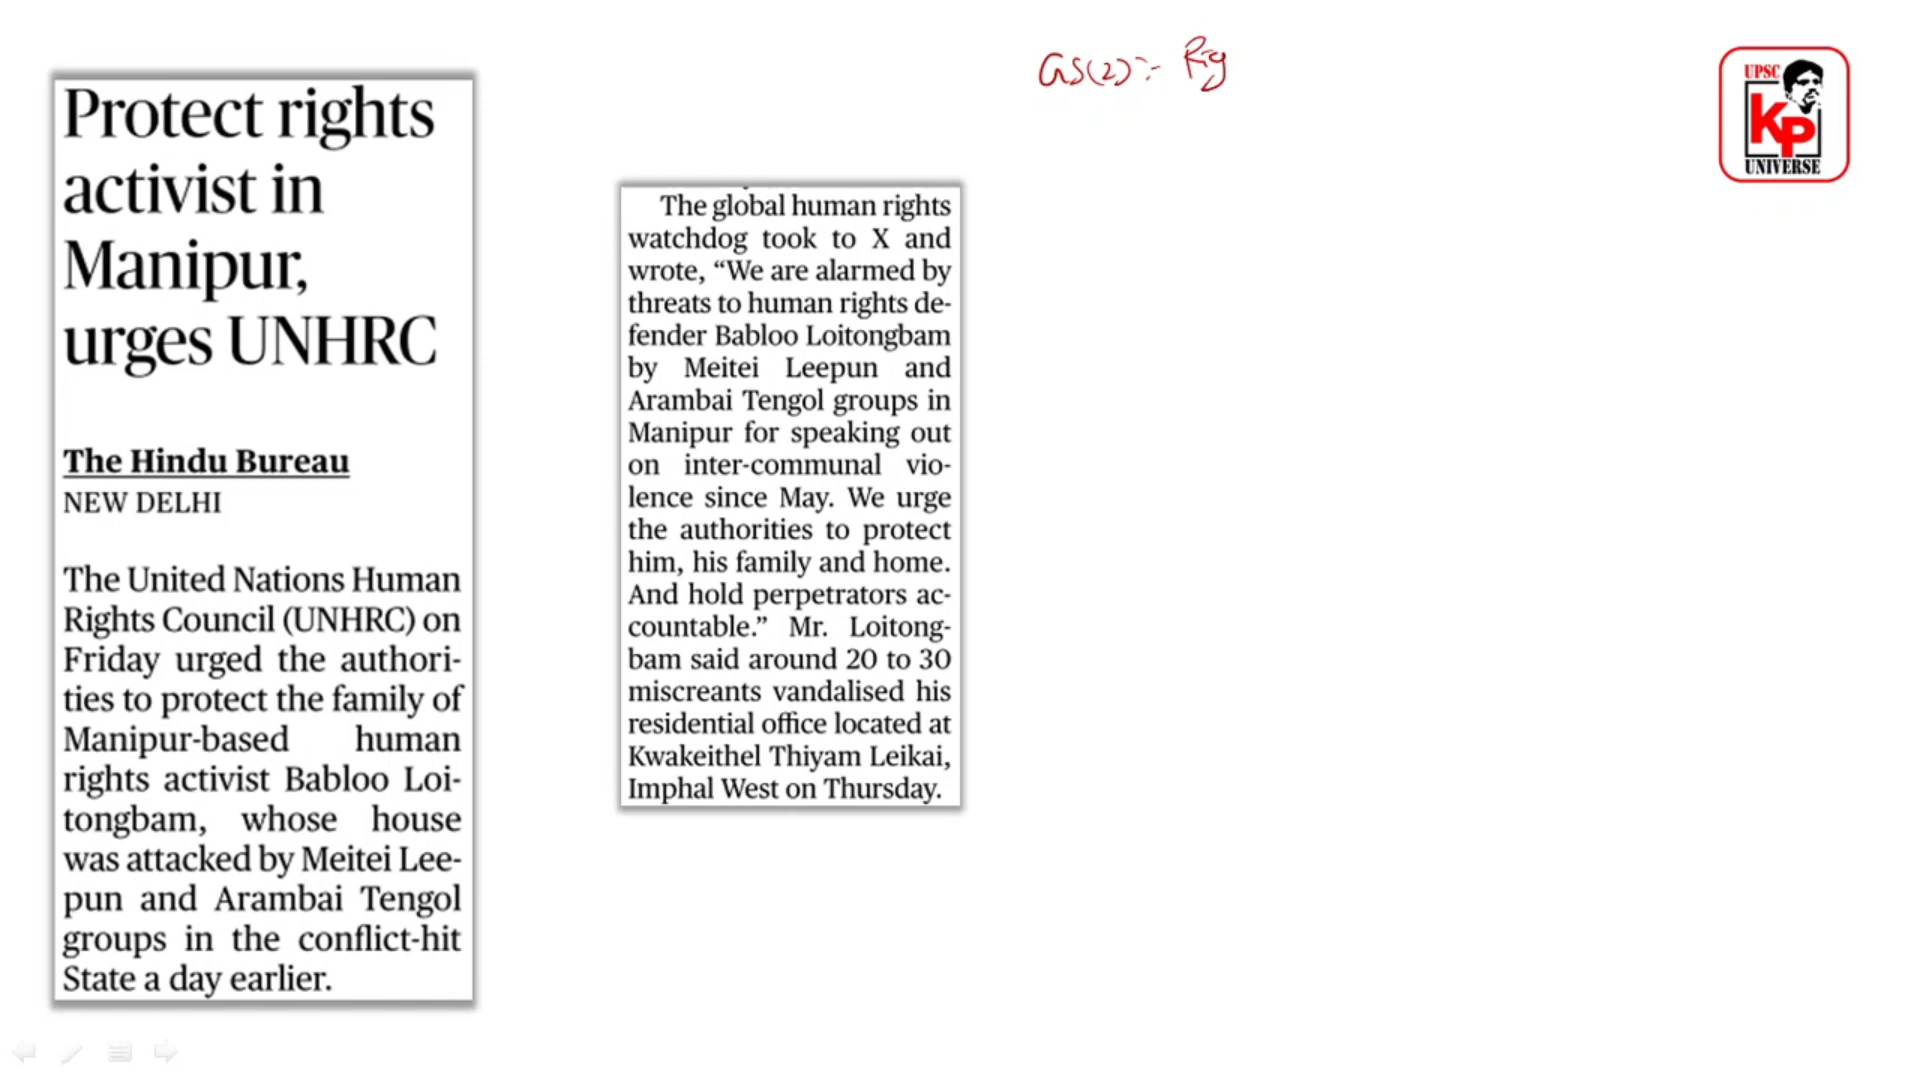 Protect rights
activist in
Manipur,
urges UNHRC
The Hindu Bureau
NEW DELHI
The United Nations Human
Rights Council (UNHRC) on
Friday urged the authori-
ties to protect the family of
Manipur-based human
rights activist Babloo Loi-
tongbam, whose house
was attacked by Meitei Lee-
pun and Arambai Tengol
groups in the conflict-hit
State a day earlier.
The global human rights
watchdog took to X and
wrote, “We are alarmed by
threats to human rights de-
fender Babloo Loitongbam
by Meitei Leepun and
Arambai Tengol groups in
Manipur for speaking out
on inter-communal vio-
lence since May. We urge
the authorities to protect
him, his family and home.
And hold perpetrators ac-
countable.” Mr. Loitong-
bam said around 20 to 30
miscreants vandalised his
residential office located at
Kwakeithel Thiyam Leikai,
Imphal West on Thursday.
GS(2):- Rig
UPSC
KP
UNIVERSE